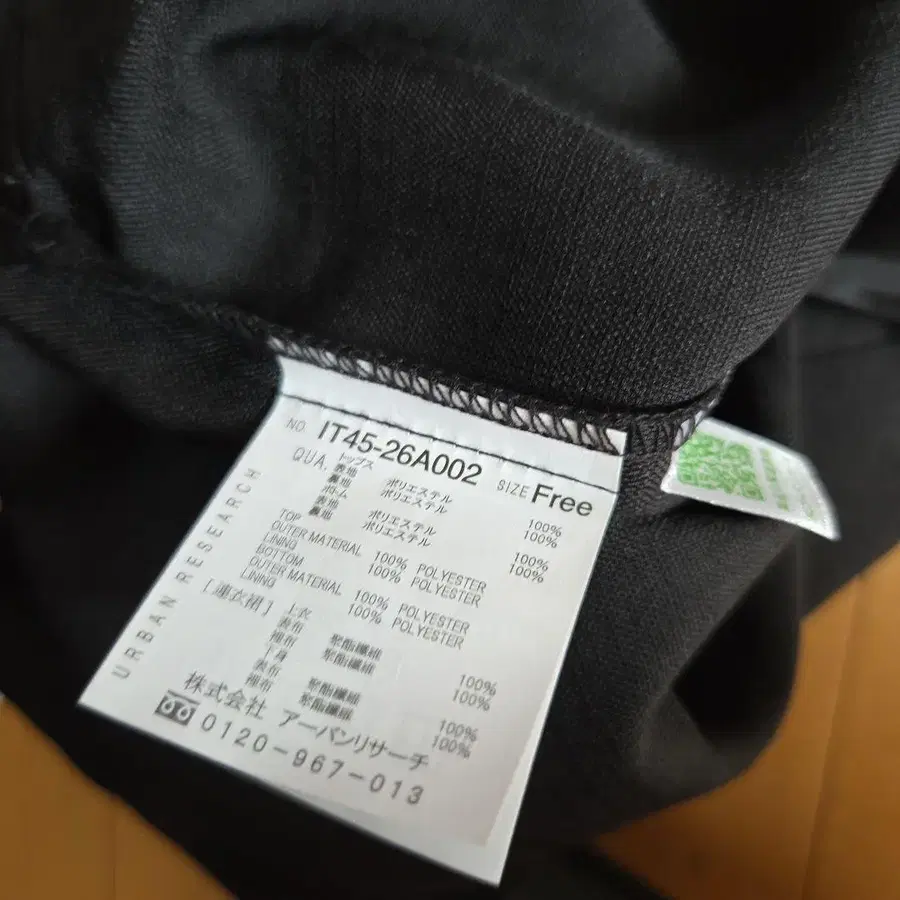 NO. IT45-26A002 SIZE Free
QUA. トップス
表地 ポリエステル 100%
裏地 ポリエステル 100%
ボトム
表地 ポリエステル 100%
裏地 ポリエステル 100%
TOP
OUTER MATERIAL 100% POLYESTER
LINING 100% POLYESTER
BOTTOM
OUTER MATERIAL 100% POLYESTER
LINING 100% POLYESTER
[連衣裙] 上衣
表布 聚酯纖維 100%
裡布 聚酯纖維 100%
下身
表布 聚酯纖維 100%
裡布 聚酯纖維 100%
株式会社 アーバンリサーチ
0120-967-013
URBAN RESEARCH